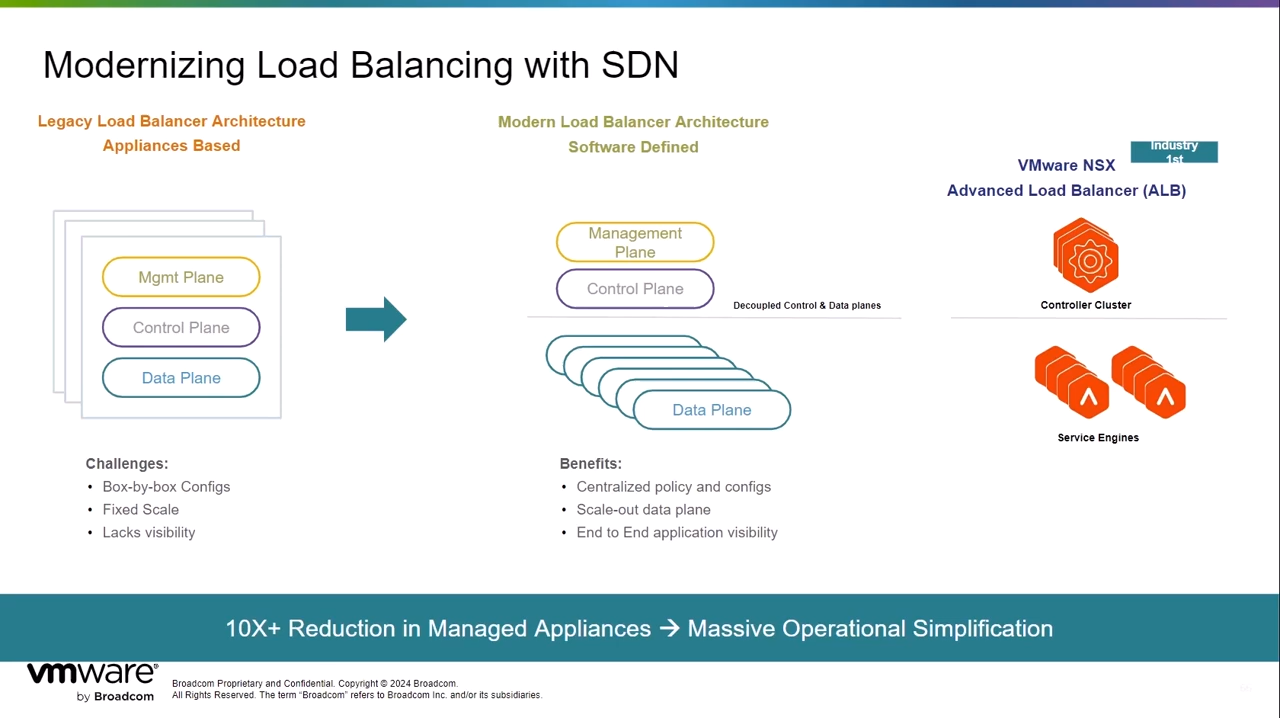 Modernizing Load Balancing with SDN
Legacy Load Balancer Architecture
Appliances Based
Mgmt Plane
Control Plane
Data Plane
Challenges:
• Box-by-box Configs
• Fixed Scale
• Lacks visibility
Modern Load Balancer Architecture
Software Defined
Management
Plane
Control Plane
Decoupled Control & Data planes
Data Plane
Benefits:
• Centralized policy and configs
• Scale-out data plane
• End to End application visibility
Industry
1st
VMware NSX
Advanced Load Balancer (ALB)
Controller Cluster
Service Engines
10X+ Reduction in Managed Appliances → Massive Operational Simplification
vmware®
by Broadcom
Broadcom Proprietary and Confidential. Copyright © 2024 Broadcom.
All Rights Reserved. The term “Broadcom” refers to Broadcom Inc. and/or its subsidiaries.